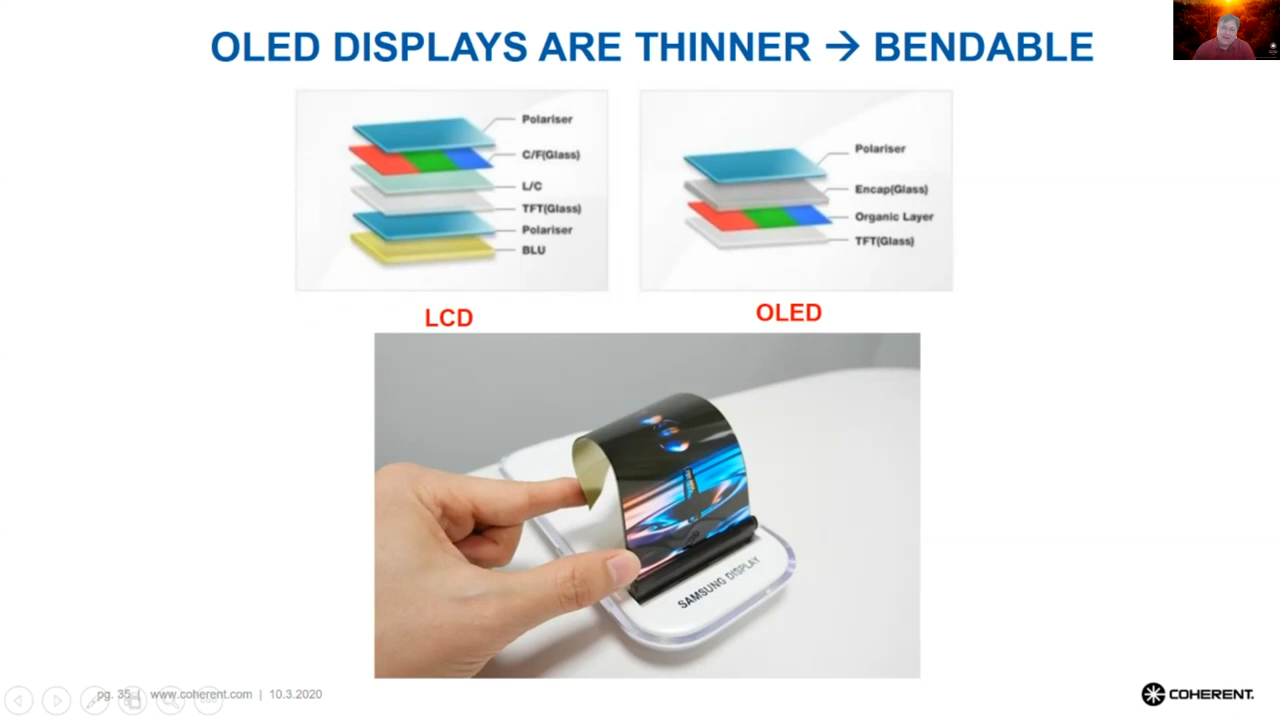 OLED DISPLAYS ARE THINNER → BENDABLE
Polariser
C/F(Glass)
L/C
TFT(Glass)
Polariser
BLU
Polariser
Encap(Glass)
Organic Layer
TFT(Glass)
LCD
OLED
SAMSUNG DISPLAY
pg. 35 | www.coherent.com | 10.3.2020
COHERENT.